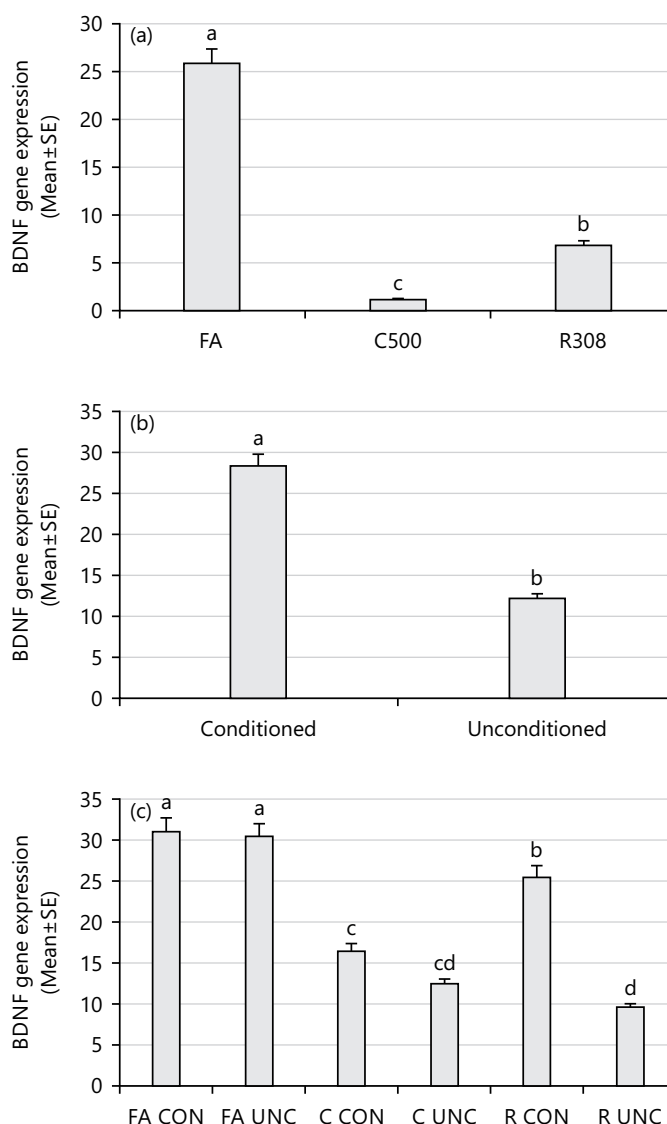 BDNF gene expression
(Mean±SE)
30
25
20
15
10
5
0
(a)
a
c
b
FA C500 R308
BDNF gene expression
(Mean±SE)
35
30
25
20
15
10
5
0
(b)
a
b
Conditioned Unconditioned
BDNF gene expression
(Mean±SE)
35
30
25
20
15
10
5
0
(c)
a a c cd b d
FA CON FA UNC C CON C UNC R CON R UNC